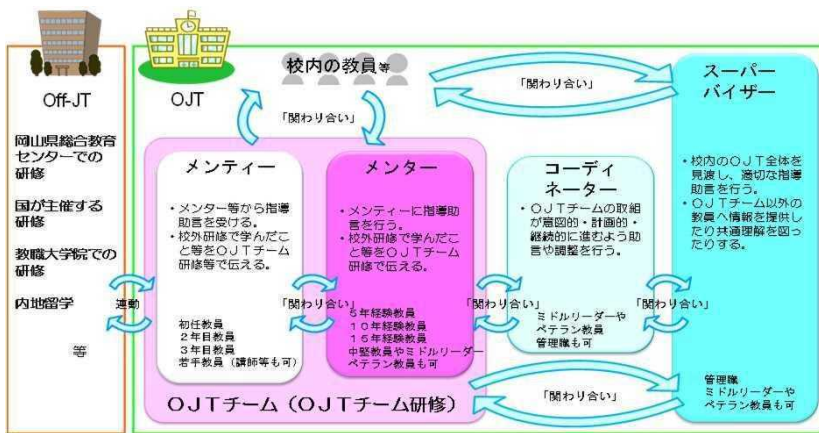 Off-JT
岡山県総合教育
センターでの
研修
国が主催する
研修
教職大学院での
研修
内地留学
等
連動
OJT
校内の教員等
「関わり合い」
「関わり合い」
メンティー
・メンター等から指導
助言を受ける。
・校外研修で学んだこ
と等をOJTチーム
研修等で伝える。
初任教員
2年目教員
3年目教員
若手教員（講師等も可）
「関わり合い」
メンター
・メンティーに指導助
言を行う。
・校外研修で学んだこ
と等をOJTチーム
研修で伝える。
5年経験教員
10年経験教員
15年経験教員
中堅教員やミドルリーダー
ベテラン教員も可
「関わり合い」
コーディ
ネーター
・OJTチームの取組
が意図的・計画的・
継続的に進むよう助
言や調整を行う。
ミドルリーダーや
ベテラン教員
管理職も可
「関わり合い」
スーパー
バイザー
・校内のOJT全体を
見渡し、適切な指導
助言を行う。
・OJTチーム以外の
教員へ情報を提供し
たり共通理解を図っ
たりする。
管理職
ミドルリーダーや
ベテラン教員も可
OJTチーム（OJTチーム研修）
「関わり合い」